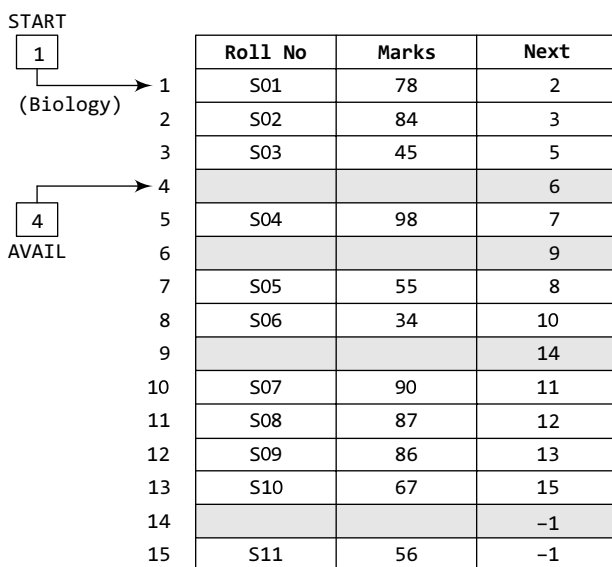 START
1
(Biology)
4
AVAIL
Roll No Marks Next
1 S01 78 2
2 S02 84 3
3 S03 45 5
4 6
5 S04 98 7
6 9
7 S05 55 8
8 S06 34 10
9 14
10 S07 90 11
11 S08 87 12
12 S09 86 13
13 S10 67 15
14 –1
15 S11 56 –1